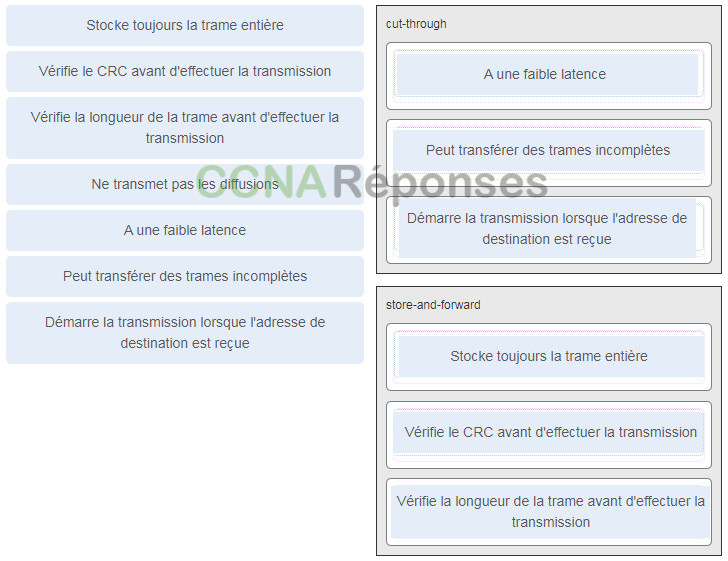 Stocke toujours la trame entière
Vérifie le CRC avant d'effectuer la transmission
Vérifie la longueur de la trame avant d'effectuer la
transmission
Ne transmet pas les diffusions
A une faible latence
Peut transférer des trames incomplètes
Démarre la transmission lorsque l'adresse de
destination est reçue
cut-through
A une faible latence
Peut transférer des trames incomplètes
CCNARéponses
Démarre la transmission lorsque l'adresse de
destination est reçue
store-and-forward
Stocke toujours la trame entière
Vérifie le CRC avant d'effectuer la transmission
Vérifie la longueur de la trame avant d'effectuer la
transmission